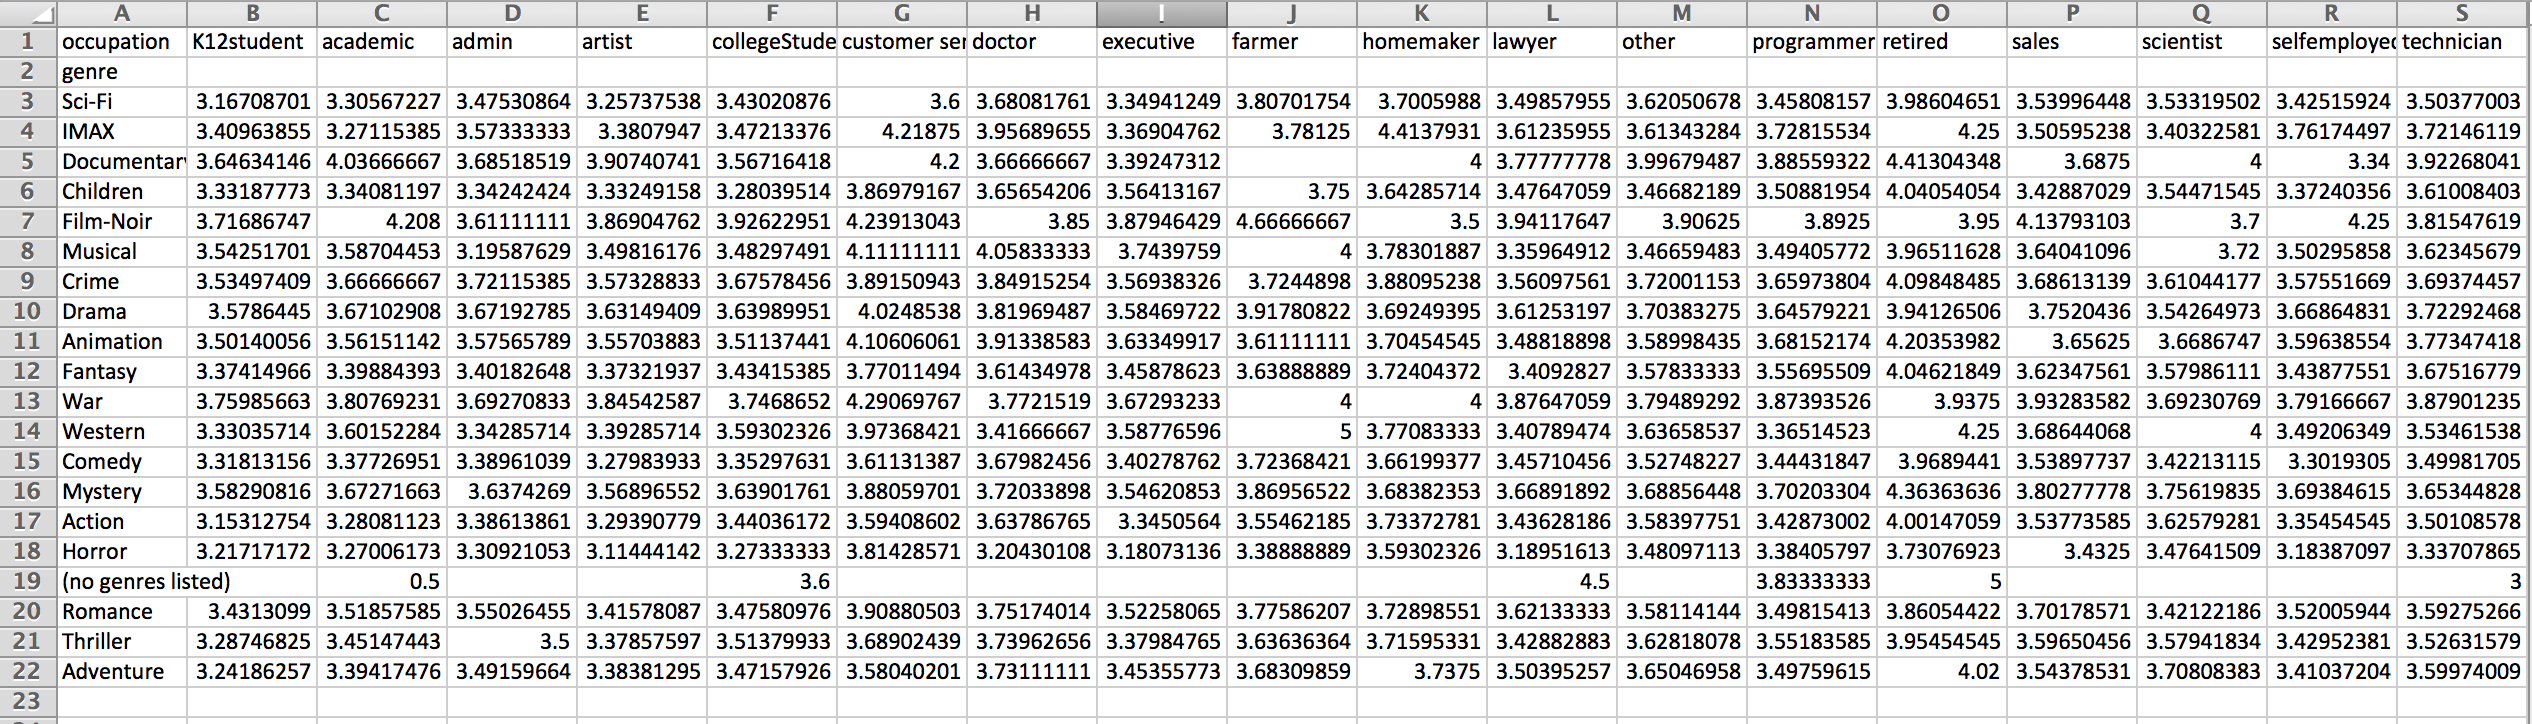 A B C D E F G H I J K L M N O P Q R S
1 occupation K12student academic admin artist collegeStude customer ser doctor executive farmer homemaker lawyer other programmer retired sales scientist selfemployed technician
2 genre
3 Sci-Fi 3.16708701 3.30567227 3.47530864 3.25737538 3.43020876 3.6 3.68081761 3.34941249 3.80701754 3.7005988 3.49857955 3.62050678 3.45808157 3.98604651 3.53996448 3.53319502 3.42515924 3.50377003
4 IMAX 3.40963855 3.27115385 3.57333333 3.3807947 3.47213376 4.21875 3.95689655 3.36904762 3.78125 4.4137931 3.61235955 3.61343284 3.72815534 4.25 3.50595238 3.40322581 3.76174497 3.72146119
5 Documentar 3.64634146 4.03666667 3.68518519 3.90740741 3.56716418 4.2 3.66666667 3.39247312 4 3.77777778 3.99679487 3.88559322 4.41304348 3.6875 4 3.34 3.92268041
6 Children 3.33187773 3.34081197 3.34242424 3.33249158 3.28039514 3.86979167 3.65654206 3.56413167 3.75 3.64285714 3.47647059 3.46682189 3.50881954 4.04054054 3.42887029 3.54471545 3.37240356 3.61008403
7 Film-Noir 3.71686747 4.208 3.61111111 3.86904762 3.92622951 4.23913043 3.85 3.87946429 4.66666667 3.5 3.94117647 3.90625 3.8925 3.95 4.13793103 3.7 4.25 3.81547619
8 Musical 3.54251701 3.58704453 3.19587629 3.49816176 3.48297491 4.11111111 4.05833333 3.7439759 4 3.78301887 3.35964912 3.46659483 3.49405772 3.96511628 3.64041096 3.72 3.50295858 3.62345679
9 Crime 3.53497409 3.66666667 3.72115385 3.57328833 3.67578456 3.89150943 3.84915254 3.56938326 3.7244898 3.88095238 3.56097561 3.72001153 3.65973804 4.09848485 3.68613139 3.61044177 3.57551669 3.69374457
10 Drama 3.5786445 3.67102908 3.67192785 3.63149409 3.63989951 4.0248538 3.81969487 3.58469722 3.91780822 3.69249395 3.61253197 3.70383275 3.64579221 3.94126506 3.7520436 3.54264973 3.66864831 3.72292468
11 Animation 3.50140056 3.56151142 3.57565789 3.55703883 3.51137441 4.10606061 3.91338583 3.63349917 3.61111111 3.70454545 3.48818898 3.58998435 3.68152174 4.20353982 3.65625 3.6686747 3.59638554 3.77347418
12 Fantasy 3.37414966 3.39884393 3.40182648 3.37321937 3.43415385 3.77011494 3.61434978 3.45878623 3.63888889 3.72404372 3.4092827 3.57833333 3.55695509 4.04621849 3.62347561 3.57986111 3.43877551 3.67516779
13 War 3.75985663 3.80769231 3.69270833 3.84542587 3.7468652 4.29069767 3.7721519 3.67293233 4 4 3.87647059 3.79489292 3.87393526 3.9375 3.93283582 3.69230769 3.79166667 3.87901235
14 Western 3.33035714 3.60152284 3.34285714 3.39285714 3.59302326 3.97368421 3.41666667 3.58776596 5 3.77083333 3.40789474 3.63658537 3.36514523 4.25 3.68644068 4 3.49206349 3.53461538
15 Comedy 3.31813156 3.37726951 3.38961039 3.27983933 3.35297631 3.61131387 3.67982456 3.40278762 3.72368421 3.66199377 3.45710456 3.52748227 3.44431847 3.9689441 3.53897737 3.42213115 3.3019305 3.49981705
16 Mystery 3.58290816 3.67271663 3.6374269 3.56896552 3.63901761 3.88059701 3.72033898 3.54620853 3.86956522 3.68382353 3.66891892 3.68856448 3.70203304 4.36363636 3.80277778 3.75619835 3.69384615 3.65344828
17 Action 3.15312754 3.28081123 3.38613861 3.29390779 3.44036172 3.59408602 3.63786765 3.3450564 3.55462185 3.73372781 3.43628186 3.58397751 3.42873002 4.00147059 3.53773585 3.62579281 3.35454545 3.50108578
18 Horror 3.21717172 3.27006173 3.30921053 3.11444142 3.27333333 3.81428571 3.20430108 3.18073136 3.38888889 3.59302326 3.18951613 3.48097113 3.38405797 3.73076923 3.4325 3.47641509 3.18387097 3.33707865
19 (no genres listed) 0.5 3.6 4.5 3.83333333 5 3
20 Romance 3.4313099 3.51857585 3.55026455 3.41578087 3.47580976 3.90880503 3.75174014 3.52258065 3.77586207 3.72898551 3.62133333 3.58114144 3.49815413 3.86054422 3.70178571 3.42122186 3.52005944 3.59275266
21 Thriller 3.28746825 3.45147443 3.5 3.37857597 3.51379933 3.68902439 3.73962656 3.37984765 3.63636364 3.71595331 3.42882883 3.62818078 3.55183585 3.95454545 3.59650456 3.57941834 3.42952381 3.52631579
22 Adventure 3.24186257 3.39417476 3.49159664 3.38381295 3.47157926 3.58040201 3.73111111 3.45355773 3.68309859 3.7375 3.50395257 3.65046958 3.49759615 4.02 3.54378531 3.70808383 3.41037204 3.59974009
23